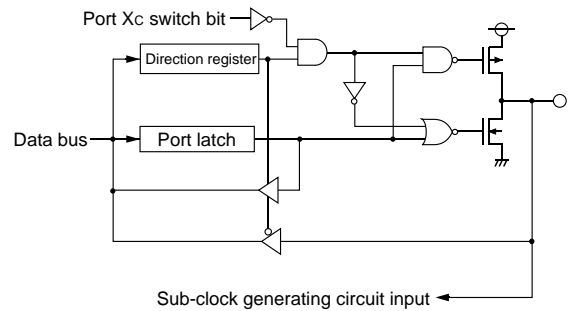 Port Xc switch bit
Direction register
Data bus
Port latch
Sub-clock generating circuit input